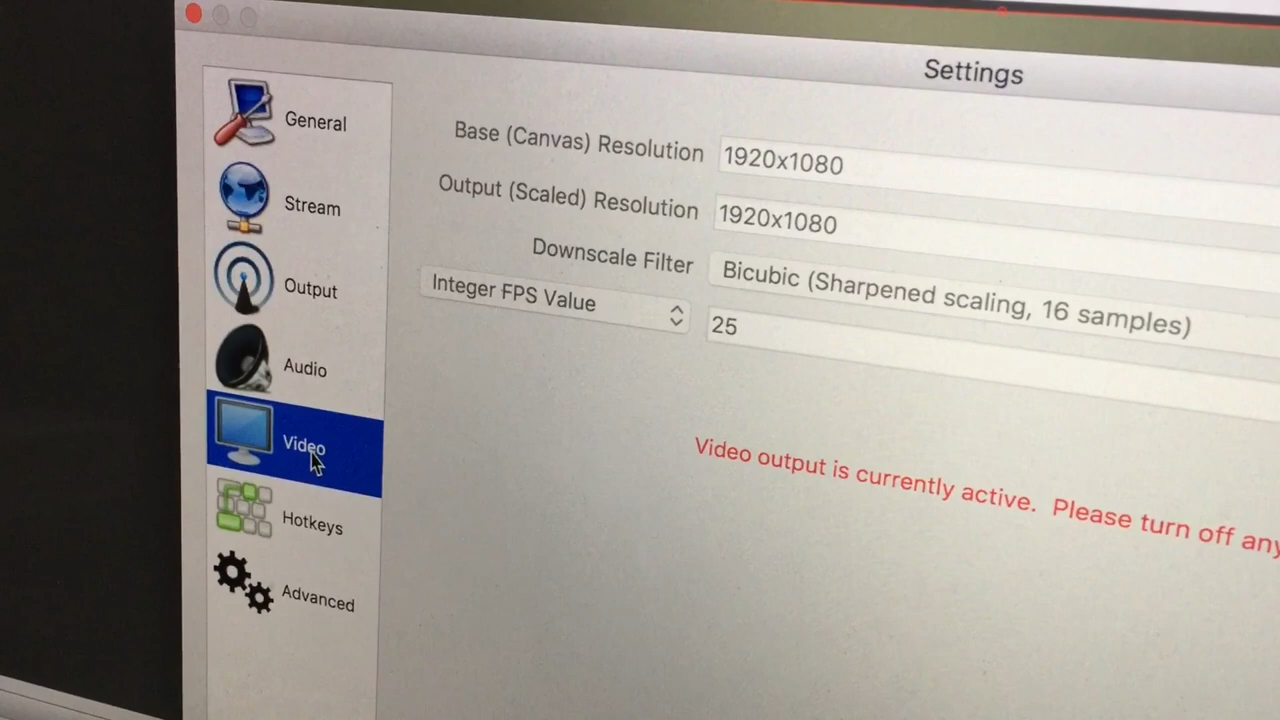 Settings
General
Stream
Output
Audio
Video
Hotkeys
Advanced
Base (Canvas) Resolution 1920x1080
Output (Scaled) Resolution 1920x1080
Downscale Filter Bicubic (Sharpened scaling, 16 samples)
Integer FPS Value 25
Video output is currently active. Please turn off any